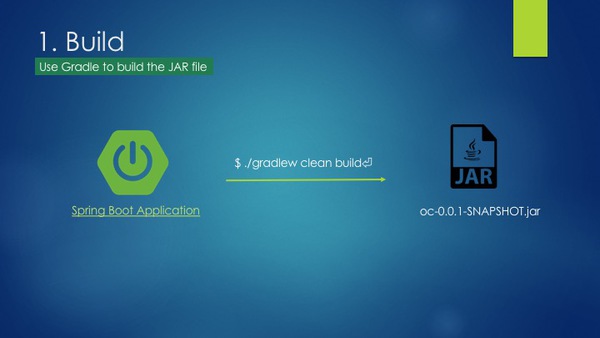 1. Build
Use Gradle to build the JAR file
$ ./gradlew clean build⏎
JAR
Spring Boot Application
oc-0.0.1-SNAPSHOT.jar